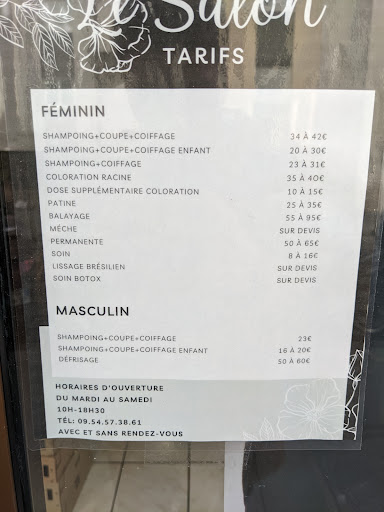 Le Salon
TARIFS
FÉMININ
SHAMPOING+COUPE+COIFFAGE 34 À 42€
SHAMPOING+COUPE+COIFFAGE ENFANT 20 À 30€
SHAMPOING+COIFFAGE 23 À 31€
COLORATION RACINE 35 À 40€
DOSE SUPPLÉMENTAIRE COLORATION 10 À 15€
PATINE 25 À 35€
BALAYAGE 55 À 95€
MÈCHE SUR DEVIS
PERMANENTE 50 À 65€
SOIN 8 À 16€
LISSAGE BRÉSILIEN SUR DEVIS
SOIN BOTOX SUR DEVIS
MASCULIN
SHAMPOING+COUPE+COIFFAGE 23€
SHAMPOING+COUPE+COIFFAGE ENFANT 16 À 20€
DÉFRISAGE 50 À 60€
HORAIRES D'OUVERTURE
DU MARDI AU SAMEDI
10H-18H30
TÉL: 09.54.57.38.61
AVEC ET SANS RENDEZ-VOUS